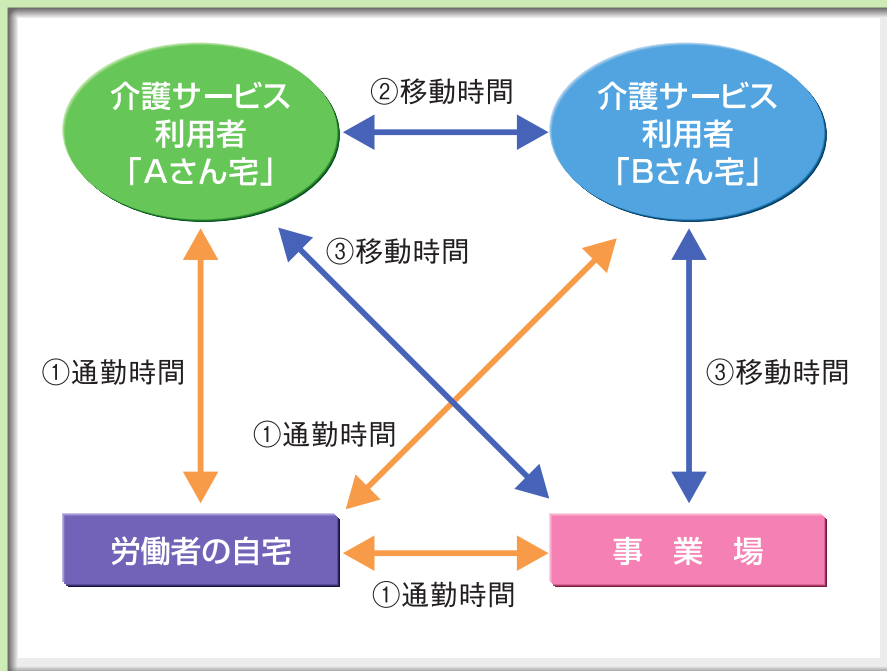 介護サービス
利用者
「Aさん宅」
②移動時間
介護サービス
利用者
「Bさん宅」
③移動時間
①通勤時間
③移動時間
①通勤時間
労働者の自宅
事 業 場
①通勤時間